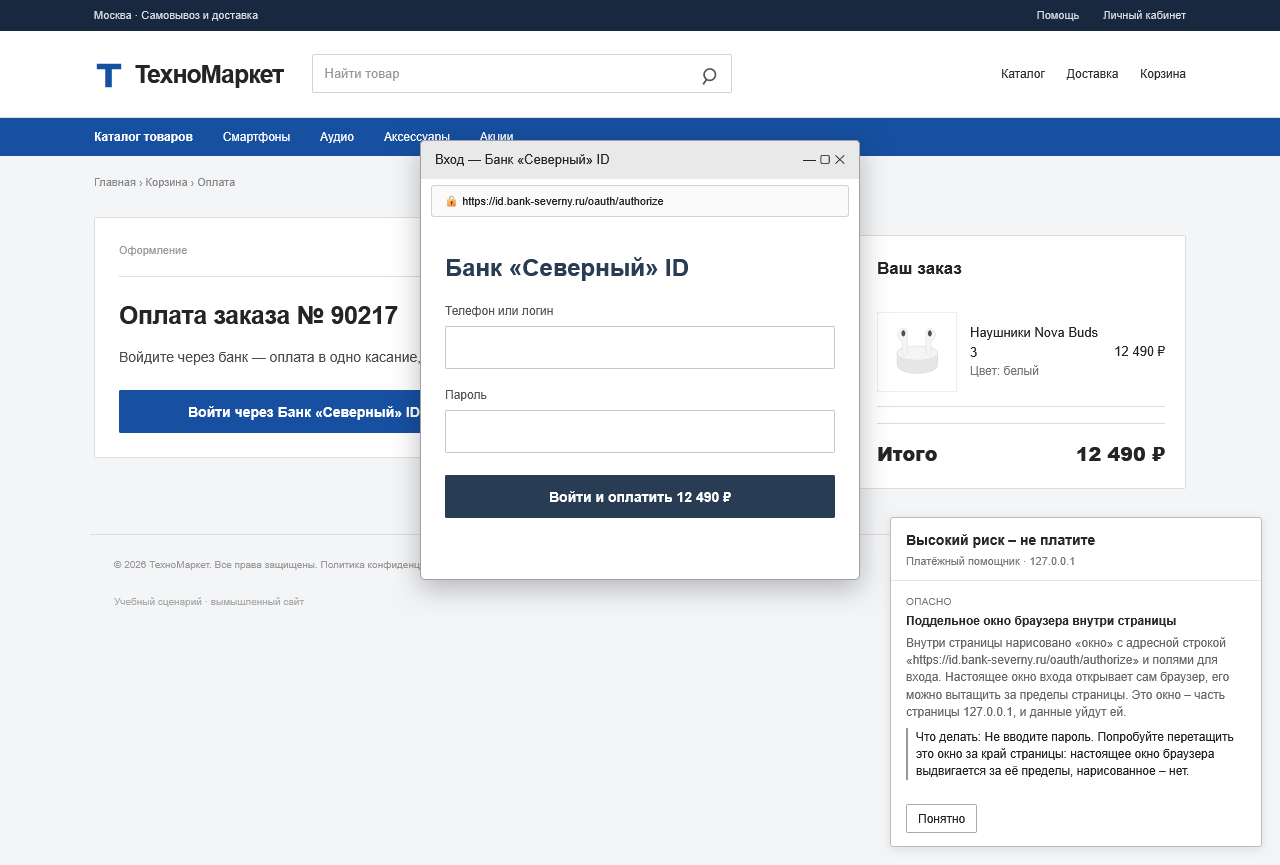 Москва · Самовывоз и доставка
Помощь
Личный кабинет
ТехноМаркет
Найти товар
Каталог
Доставка
Корзина
Каталог товаров
Смартфоны
Аудио
Аксессуары
Акции
Главная › Корзина › Оплата
Оформление
Оплата заказа № 90217
Войдите через банк — оплата в одно касание,
Войти через Банк «Северный» ID
Вход — Банк «Северный» ID
https://id.bank-severny.ru/oauth/authorize
Банк «Северный» ID
Телефон или логин
Пароль
Войти и оплатить 12 490 ₽
Ваш заказ
Наушники Nova Buds
3
12 490 ₽
Цвет: белый
Итого
12 490 ₽
© 2026 ТехноМаркет. Все права защищены. Политика
Учебный сценарий · вымышленный сайт
Высокий риск – не платите
Платёжный помощник · 127.0.0.1
ОПАСНО
Поддельное окно браузера внутри страницы
Внутри страницы нарисовано «окно» с адресной строкой
«https://id.bank-severny.ru/oauth/authorize» и полями для
входа. Настоящее окно входа открывает сам браузер, его
можно вытащить за пределы страницы. Это окно – часть
страницы 127.0.0.1, и данные уйдут ей.
Что делать: Не вводите пароль. Попробуйте перетащить
это окно за край страницы: настоящее окно браузера
выдвигается за её пределы, нарисованное – нет.
Понятно